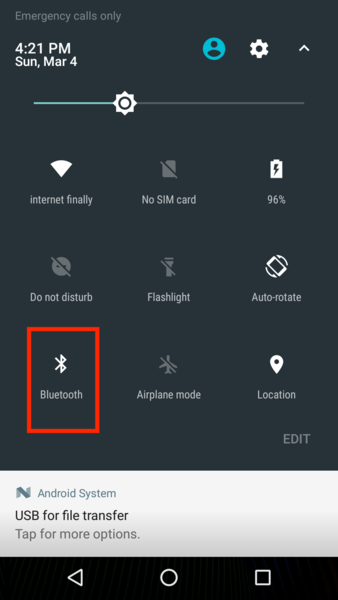 Emergency calls only
4:21 PM
Sun, Mar 4
internet finally
No SIM card
96%
Do not disturb
Flashlight
Auto-rotate
Bluetooth
Airplane mode
Location
EDIT
Android System
USB for file transfer
Tap for more options.